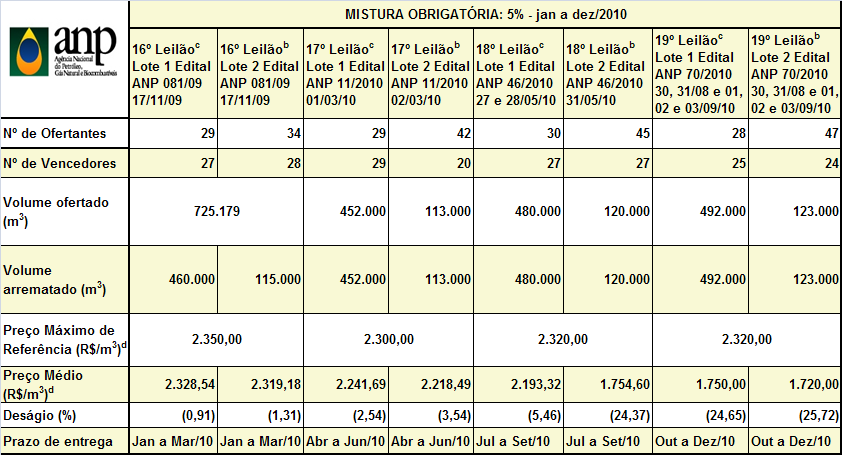 MISTURA OBRIGATÓRIA: 5% - jan a dez/2010
anp
Agência Nacional
do Petróleo,
Gás Natural e Biocombustíveis
16º Leilãoᶜ
Lote 1 Edital
ANP 081/09
17/11/09
16º Leilãoᵇ
Lote 2 Edital
ANP 081/09
17/11/09
17º Leilãoᶜ
Lote 1 Edital
ANP 11/2010
01/03/10
17º Leilãoᵇ
Lote 2 Edital
ANP 11/2010
02/03/10
18º Leilãoᶜ
Lote 1 Edital
ANP 46/2010
27 e 28/05/10
18º Leilãoᵇ
Lote 2 Edital
ANP 46/2010
31/05/10
19º Leilãoᶜ
Lote 1 Edital
ANP 70/2010
30, 31/08 e 01,
02 e 03/09/10
19º Leilãoᵇ
Lote 2 Edital
ANP 70/2010
30, 31/08 e 01,
02 e 03/09/10
Nº de Ofertantes 29 34 29 42 30 45 28 47
Nº de Vencedores 27 28 29 20 27 27 25 24
Volume ofertado
(m³) 725.179 452.000 113.000 480.000 120.000 492.000 123.000
Volume
arrematado (m³) 460.000 115.000 452.000 113.000 480.000 120.000 492.000 123.000
Preço Máximo de
Referência (R$/m³)ᵈ 2.350,00 2.300,00 2.320,00 2.320,00
Preço Médio
(R$/m³)ᵈ 2.328,54 2.319,18 2.241,69 2.218,49 2.193,32 1.754,60 1.750,00 1.720,00
Deságio (%) (0,91) (1,31) (2,54) (3,54) (5,46) (24,37) (24,65) (25,72)
Prazo de entrega Jan a Mar/10 Jan a Mar/10 Abr a Jun/10 Abr a Jun/10 Jul a Set/10 Jul a Set/10 Out a Dez/10 Out a Dez/10